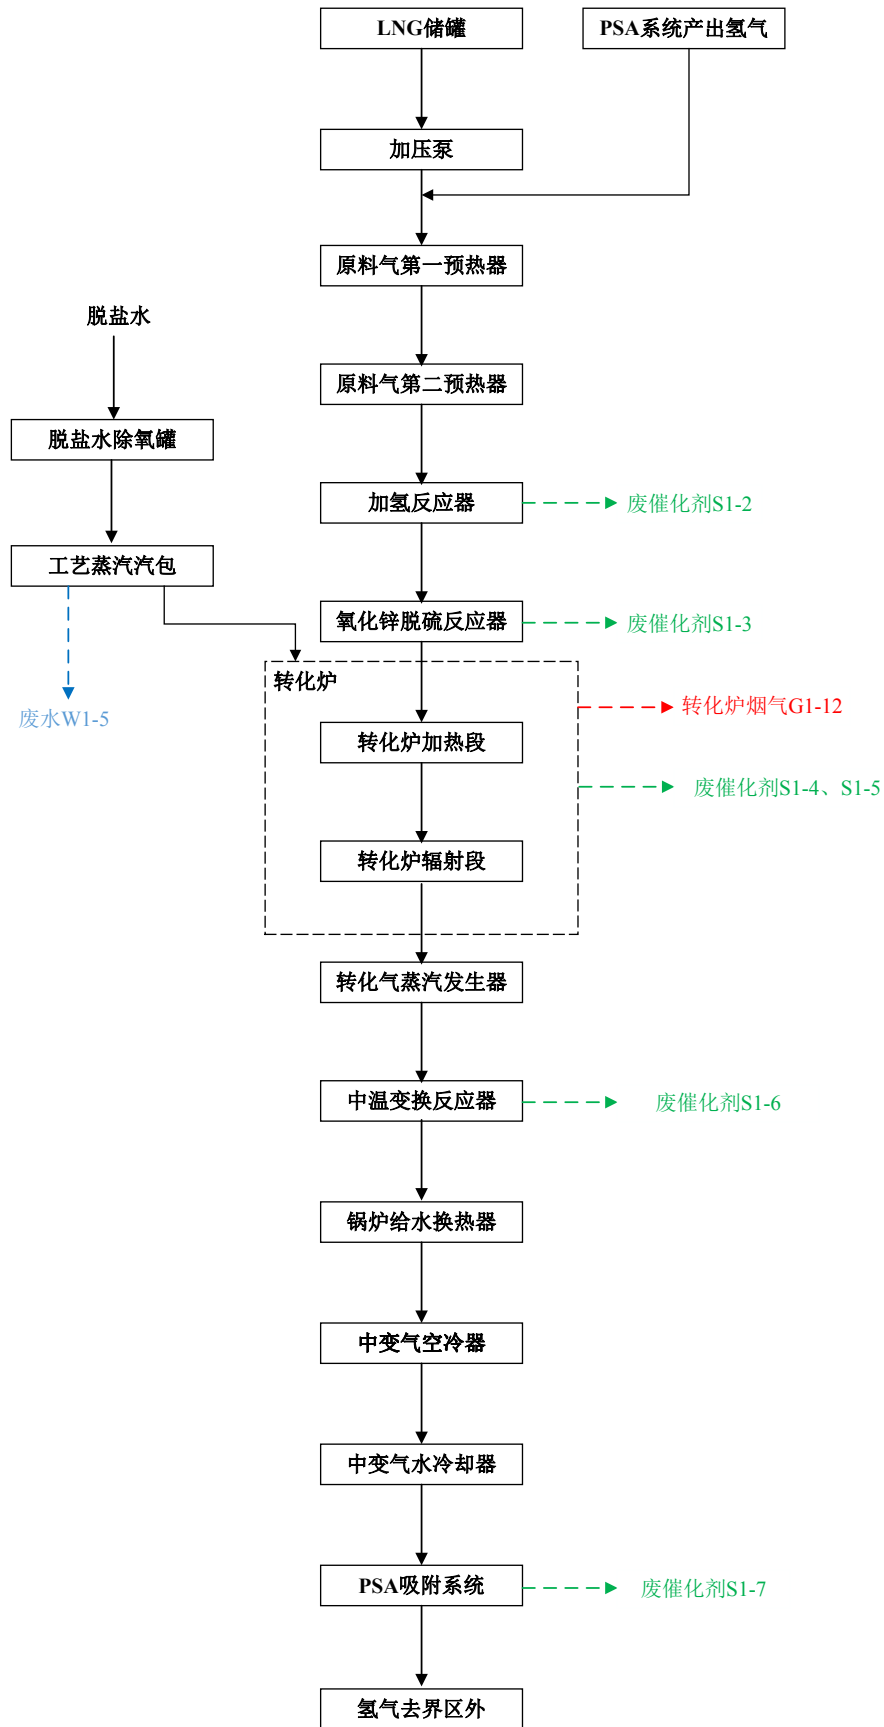 LNG储罐
PSA系统产出氢气
加压泵
原料气第一预热器
脱盐水
原料气第二预热器
脱盐水除氧罐
加氢反应器
废催化剂S1-2
工艺蒸汽汽包
氧化锌脱硫反应器
废催化剂S1-3
转化炉
转化炉烟气G1-12
废水W1-5
转化炉加热段
废催化剂S1-4、S1-5
转化炉辐射段
转化气蒸汽发生器
中温变换反应器
废催化剂S1-6
锅炉给水换热器
中变气空冷器
中变气水冷却器
PSA吸附系统
废催化剂S1-7
氢气去界区外